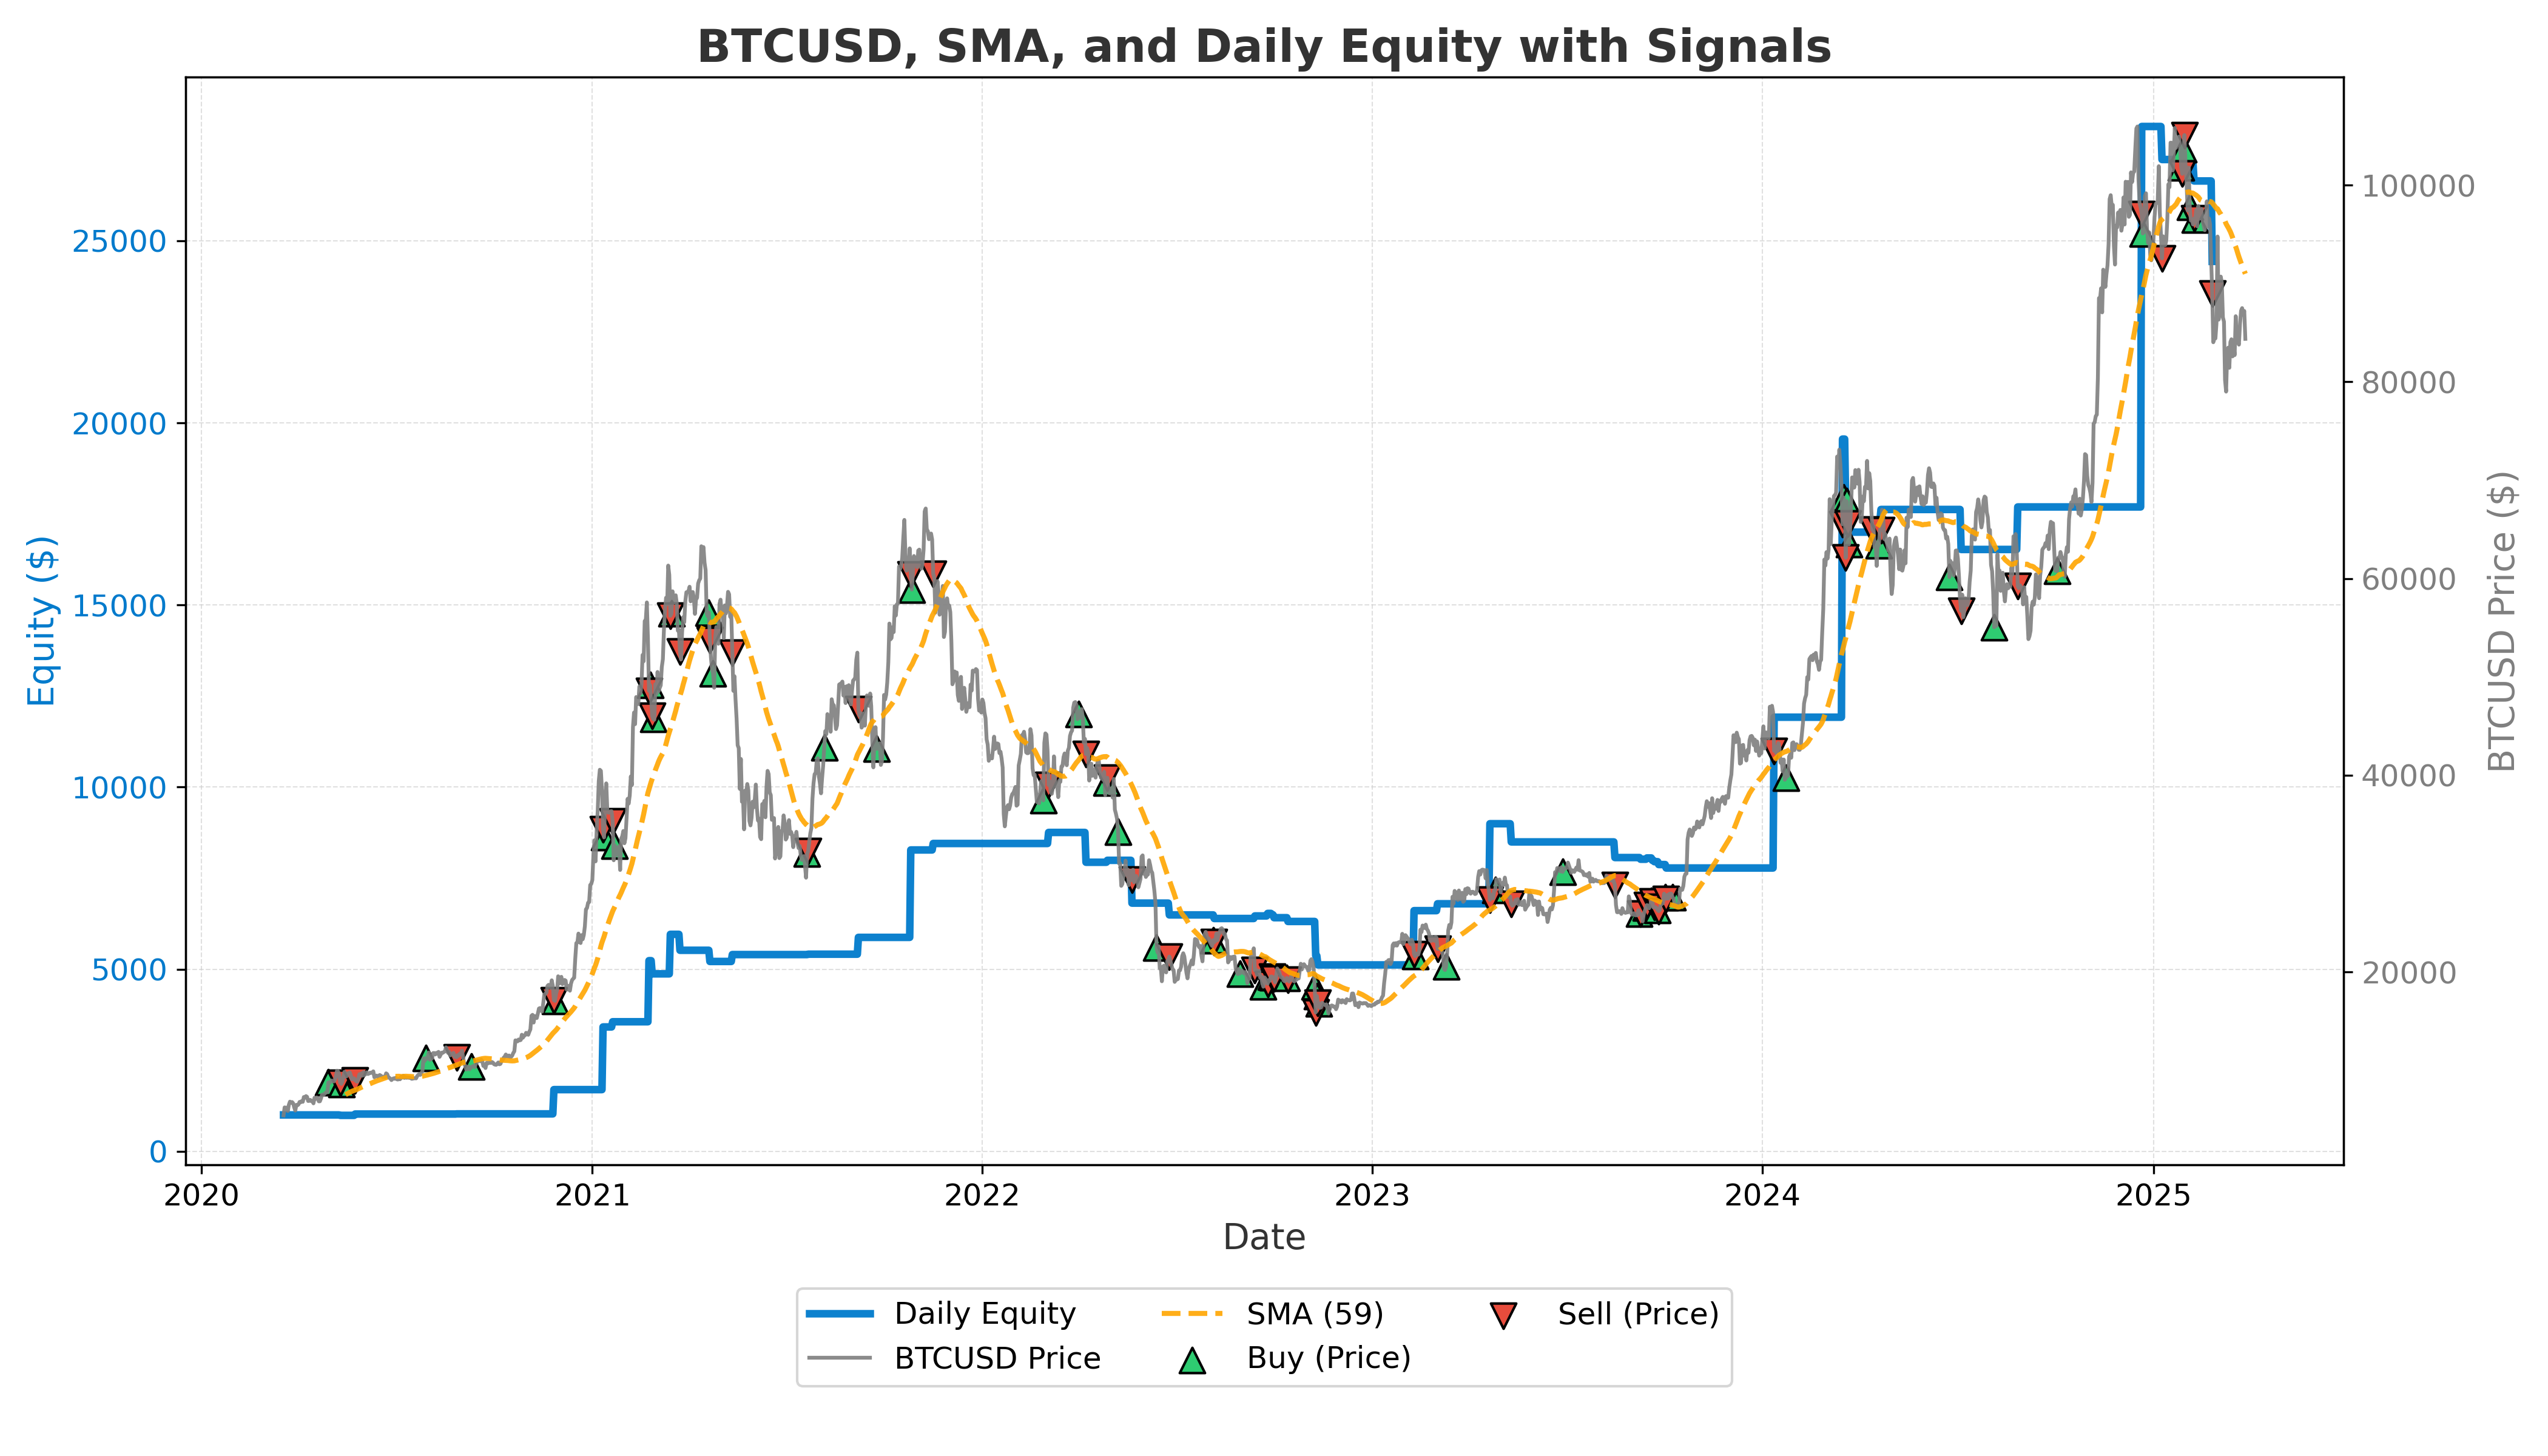 BTCUSD, SMA, and Daily Equity with Signals
Equity ($)
25000
20000
15000
10000
5000
0
100000
80000
60000
40000
20000
BTCUSD Price ($)
2020 2021 2022 2023 2024 2025
Date
Daily Equity SMA (59) Sell (Price)
BTCUSD Price Buy (Price)